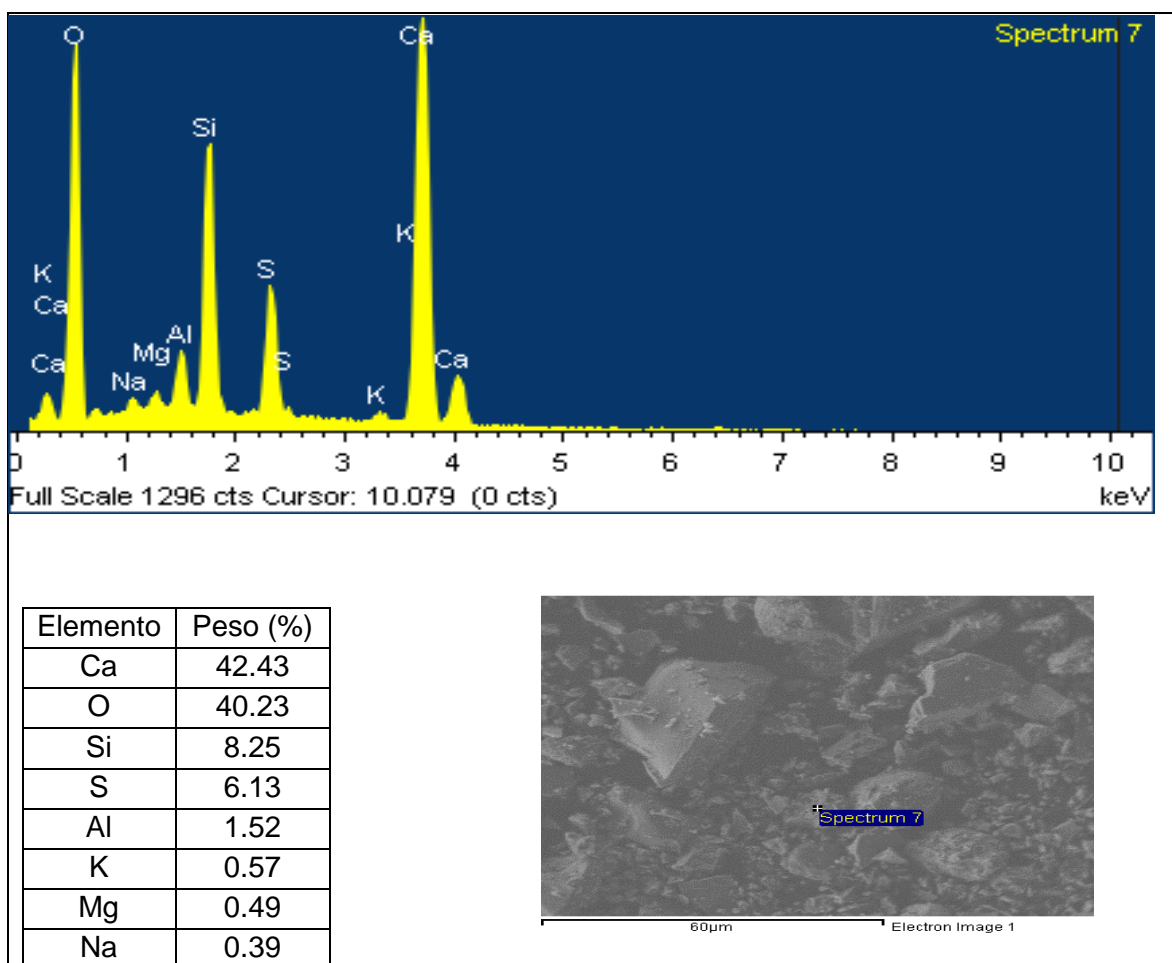 Spectrum 7
O
Ca
Si
K
S
K
Ca
Al
Mg
Ca
S
Ca
Na
K
0 1 2 3 4 5 6 7 8 9 10
Full Scale 1296 cts Cursor: 10.079 (0 cts) keV
Elemento Peso (%)
Ca 42.43
O 40.23
Si 8.25
S 6.13
Al 1.52
K 0.57
Mg 0.49
Na 0.39
Spectrum 7
60µm Electron Image 1